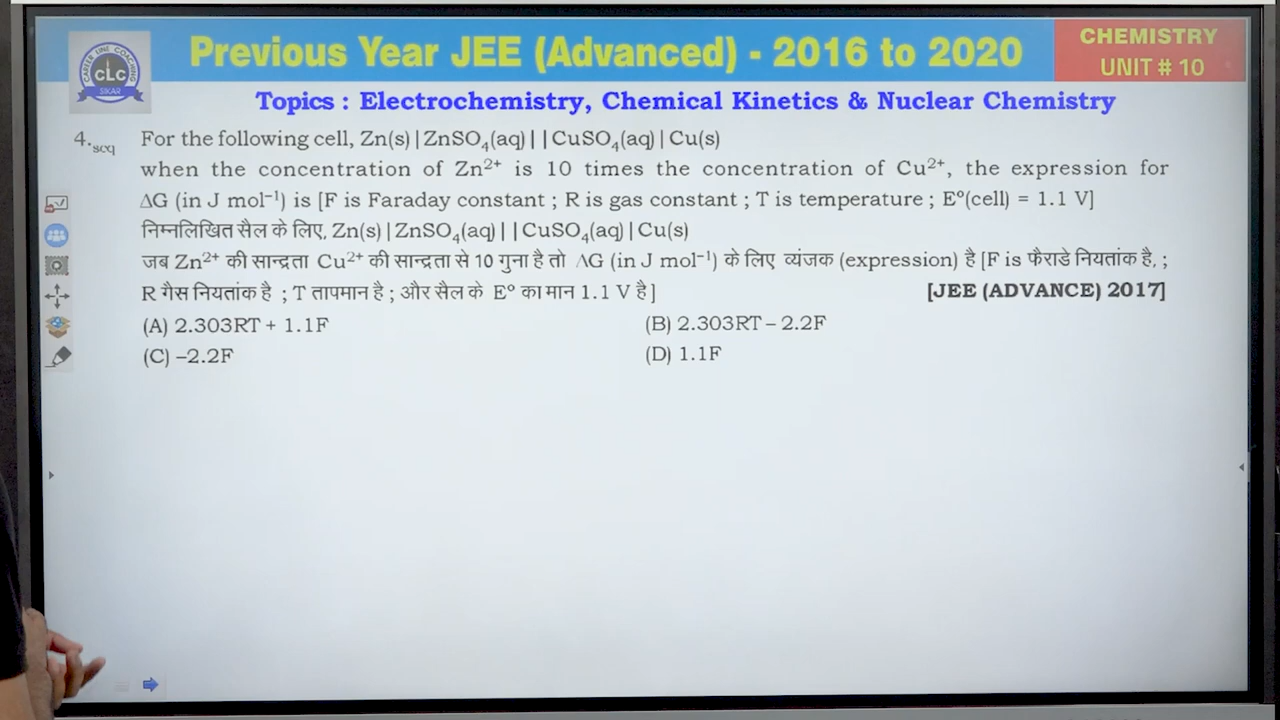 Previous Year JEE (Advanced) - 2016 to 2020
CHEMISTRY
UNIT # 10
CAREER LINE COACHING
CLC
SIKAR
Topics : Electrochemistry, Chemical Kinetics & Nuclear Chemistry
4.scq For the following cell, Zn(s)|ZnSO₄(aq)||CuSO₄(aq)|Cu(s)
when the concentration of Zn²⁺ is 10 times the concentration of Cu²⁺, the expression for
ΔG (in J mol⁻¹) is [F is Faraday constant ; R is gas constant ; T is temperature ; E°(cell) = 1.1 V]
निम्नलिखित सैल के लिए, Zn(s)|ZnSO₄(aq)||CuSO₄(aq)|Cu(s)
जब Zn²⁺ की सान्द्रता Cu²⁺ की सान्द्रता से 10 गुना है तो ΔG (in J mol⁻¹) के लिए व्यंजक (expression) है [F is फैराडे नियतांक है, ;
R गैस नियतांक है ; T तापमान है ; और सैल के E° का मान 1.1 V है] [JEE (ADVANCE) 2017]
(A) 2.303RT + 1.1F (B) 2.303RT – 2.2F
(C) –2.2F (D) 1.1F